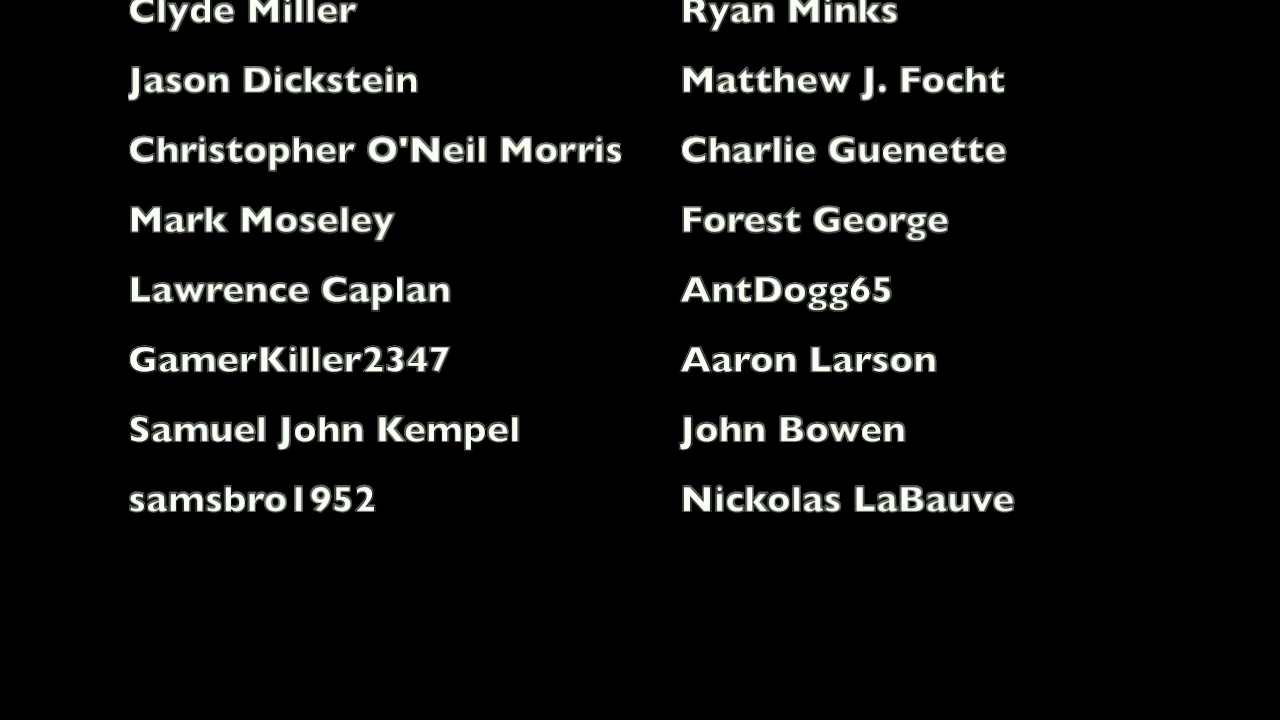 Clyde Miller
Ryan Minks
Jason Dickstein
Matthew J. Focht
Christopher O'Neil Morris
Charlie Guenette
Mark Moseley
Forest George
Lawrence Caplan
AntDogg65
GamerKiller2347
Aaron Larson
Samuel John Kempel
John Bowen
samsbro1952
Nickolas LaBauve